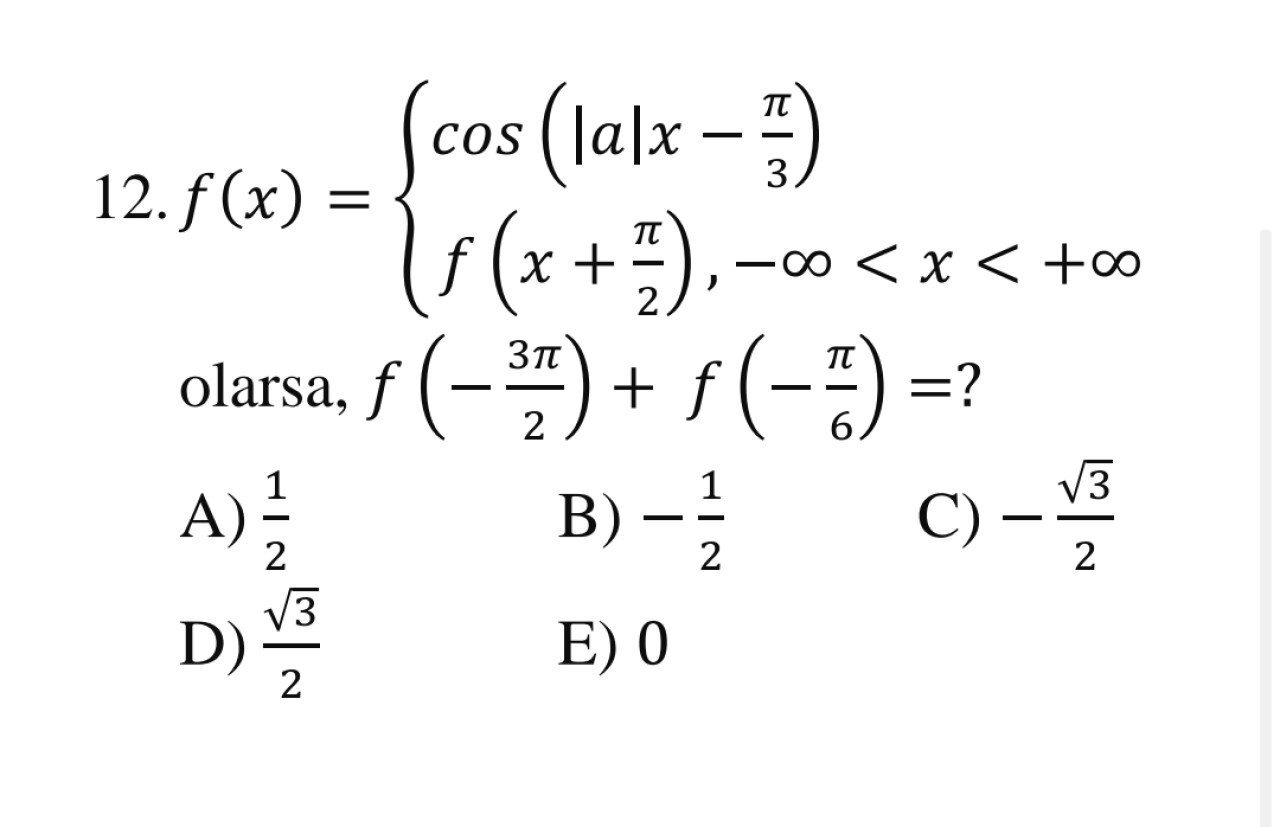 12. f(x) = { cos(|a|x − π/3)
f(x + π/2), −∞ < x < +∞
olarsa, f(−3π/2) + f(−π/6) =?
A) 1/2 B) −1/2 C) −√3/2
D) √3/2 E) 0